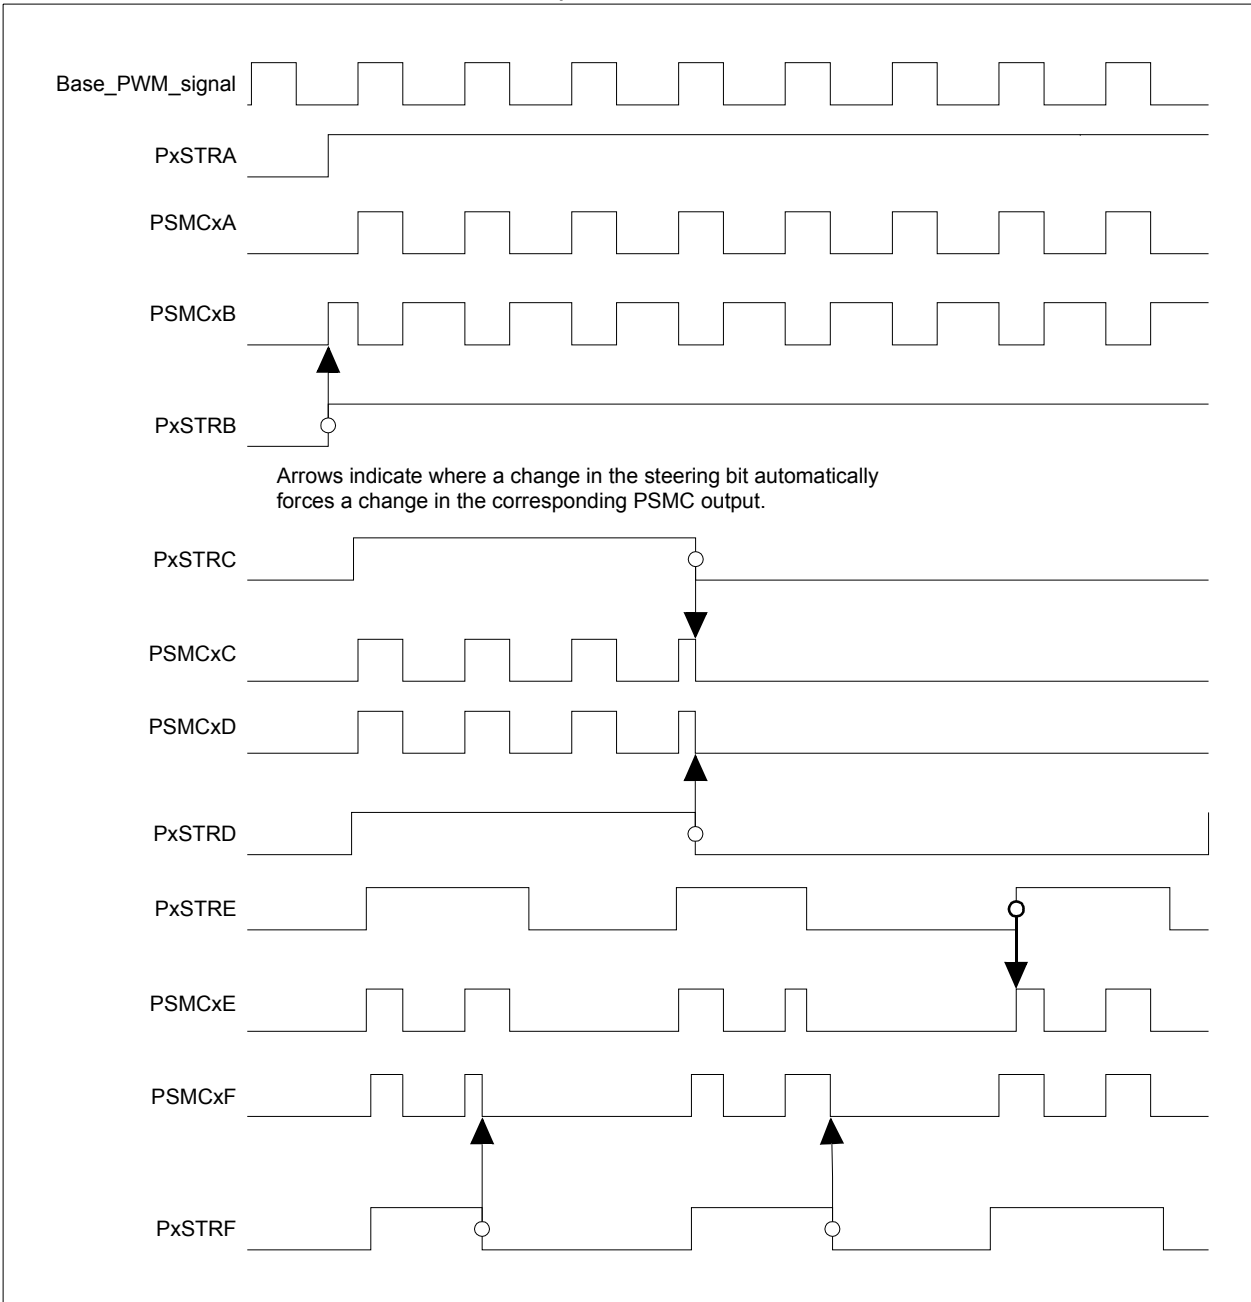 Base_PWM_signal
PxSTRA
PSMCxA
PSMCxB
PxSTRB
Arrows indicate where a change in the steering bit automatically
forces a change in the corresponding PSMC output.
PxSTRC
PSMCxC
PSMCxD
PxSTRD
PxSTRE
PSMCxE
PSMCxF
PxSTRF